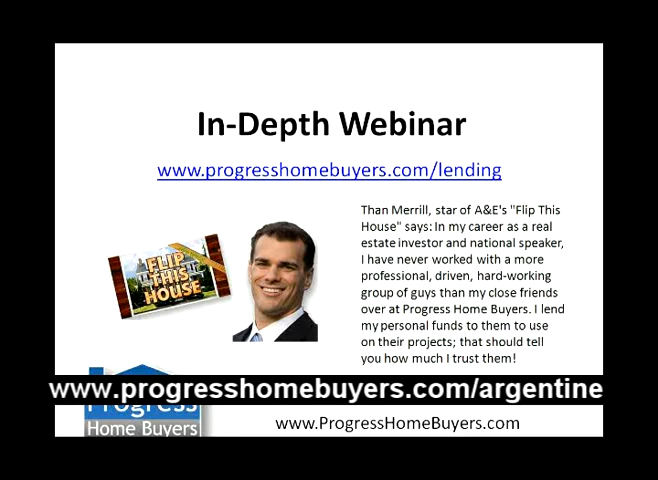 In-Depth Webinar
www.progresshomebuyers.com/lending
Than Merrill, star of A&E's "Flip This
House" says: In my career as a real
estate investor and national speaker,
I have never worked with a more
professional, driven, hard-working
group of guys than my close friends
over at Progress Home Buyers. I lend
my personal funds to them to use
on their projects; that should tell
you how much I trust them!
FLIP
THIS
HOUSE
www.progresshomebuyers.com/argentine
Progress
Home Buyers
www.ProgressHomeBuyers.com